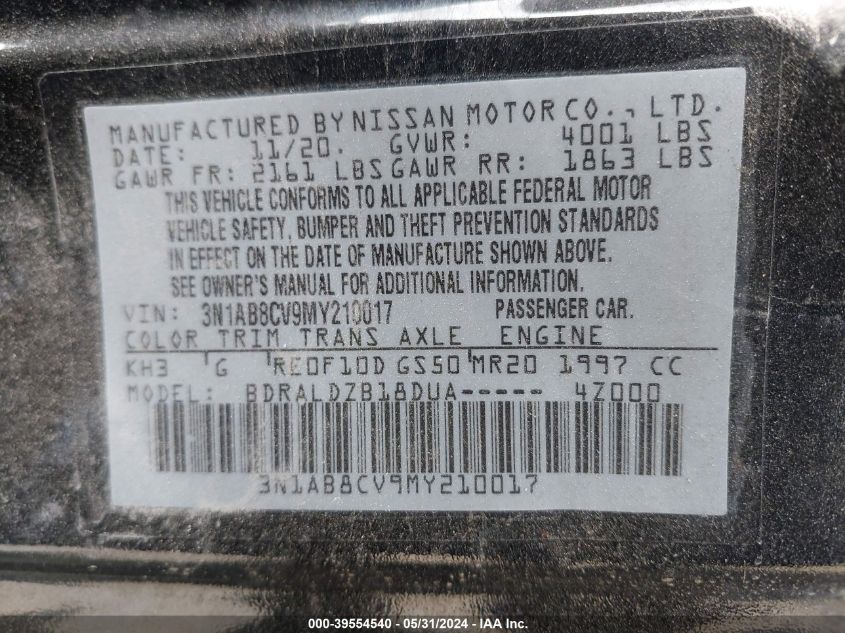 MANUFACTURED BY NISSAN MOTOR CO., LTD.
DATE: 11/20. GVWR: 4001 LBS
GAWR FR: 2161 LBS GAWR RR: 1863 LBS
THIS VEHICLE CONFORMS TO ALL APPLICABLE FEDERAL MOTOR
VEHICLE SAFETY, BUMPER AND THEFT PREVENTION STANDARDS
IN EFFECT ON THE DATE OF MANUFACTURE SHOWN ABOVE.
SEE OWNER'S MANUAL FOR ADDITIONAL INFORMATION.
VIN: 3N1AB8CV9MY210017 PASSENGER CAR.
COLOR TRIM TRANS AXLE ENGINE
KH3 G RE0F10D GS50 MR20 1997 CC
MODEL: BDRALDZB18DUA----- 4Z000
3N1AB8CV9MY210017
000-39554540 - 05/31/2024 - IAA Inc.